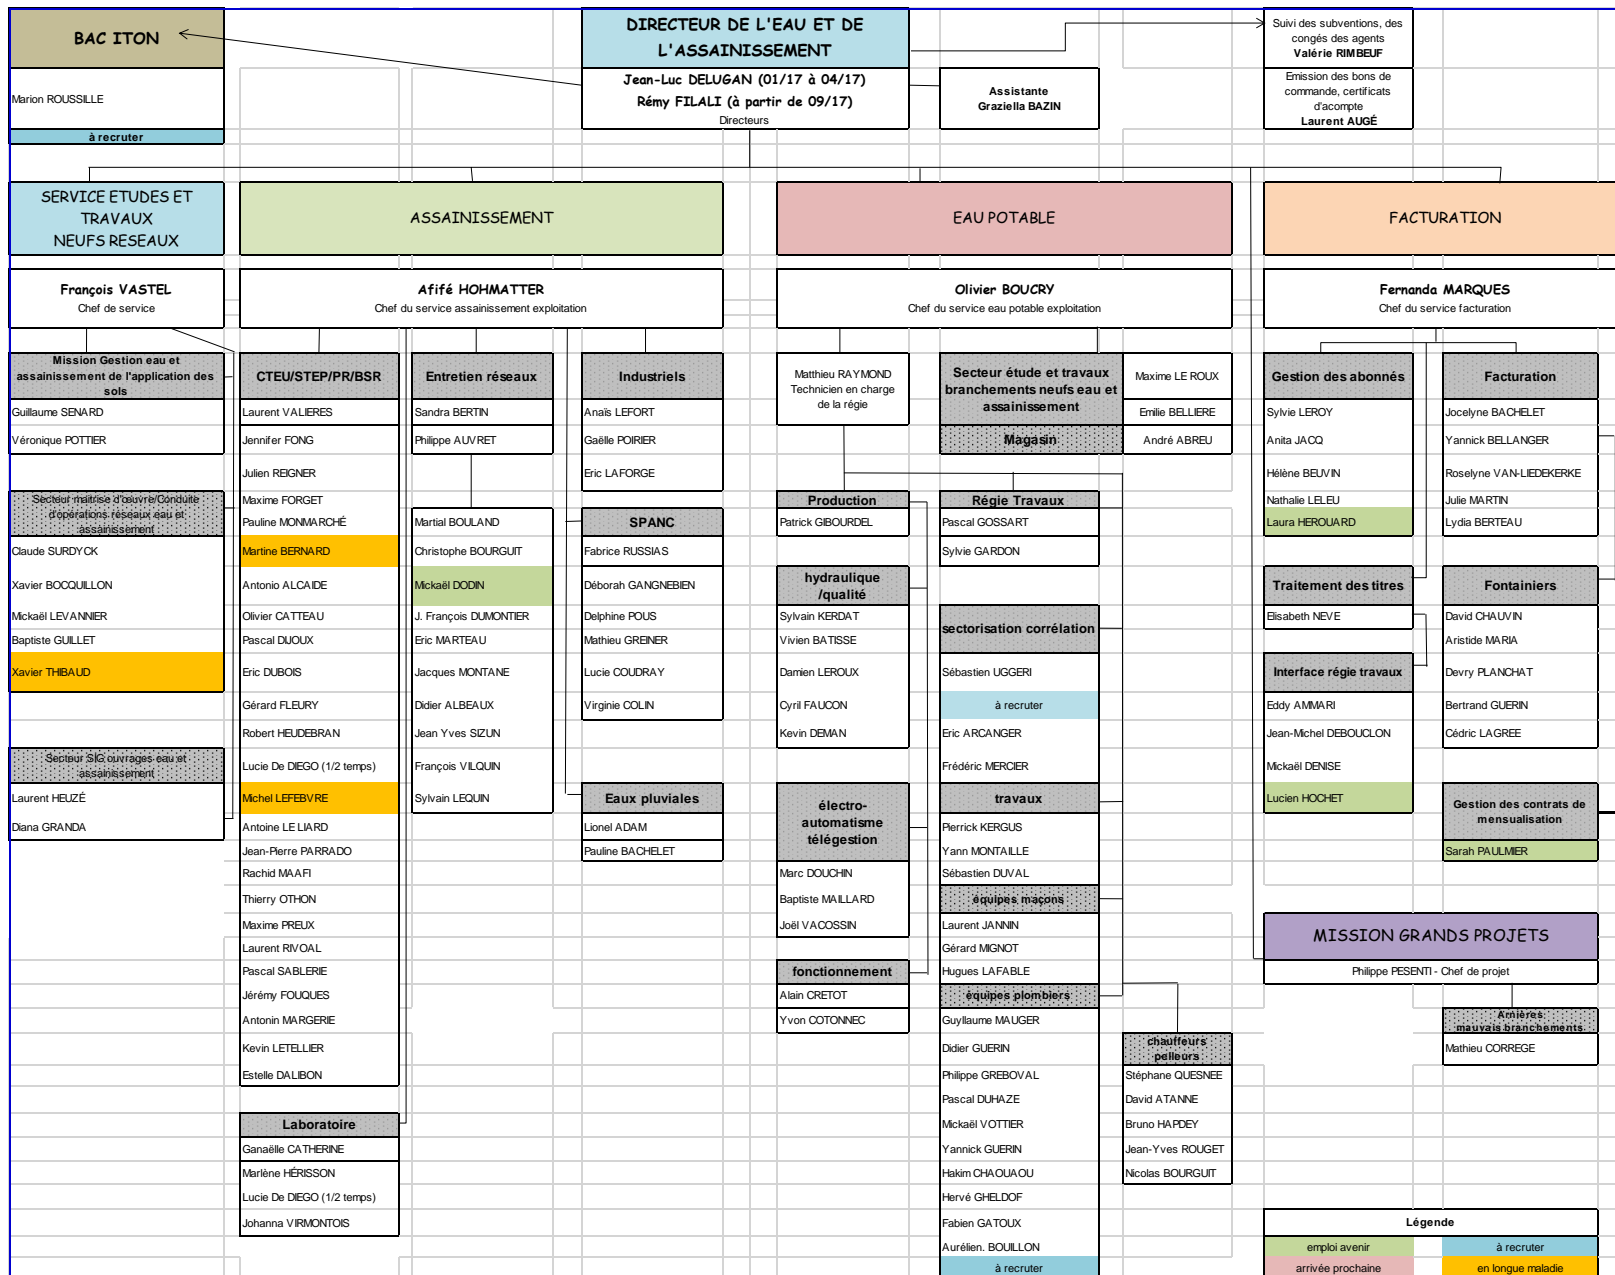 BAC ITON
Marion ROUSSILLE
à recruter
DIRECTEUR DE L'EAU ET DE
L'ASSAINISSEMENT
Jean-Luc DELUGAN (01/17 à 04/17)
Rémy FILALI (à partir de 09/17)
Directeurs
Assistante
Graziella BAZIN
Suivi des subventions, des
congés des agents
Valérie RIMBEUF
Emission des bons de
commande, certificats
d'acompte
Laurent AUGÉ
SERVICE ETUDES ET
TRAVAUX
NEUFS RESEAUX
François VASTEL
Chef de service
Mission Gestion eau et
assainissement de l'application des
sols
Guillaume SENARD
Véronique POTTIER
Secteur maîtrise d'œuvre/Conduite
d'opérations réseaux eau et
assainissement
Claude SURDYCK
Xavier BOCQUILLON
Mickaël LEVANNIER
Baptiste GUILLET
Xavier THIBAUD
Secteur SIG ouvrages eau et
assainissement
Laurent HEUZÉ
Diana GRANDA
ASSAINISSEMENT
Afifé HOHMATTER
Chef du service assainissement exploitation
CTEU/STEP/PR/BSR
Laurent VALIERES
Jennifer FONG
Julien REIGNER
Maxime FORGET
Pauline MONMARCHÉ
Martine BERNARD
Antonio ALCAIDE
Olivier CATTEAU
Pascal DIJOUX
Eric DUBOIS
Gérard FLEURY
Robert HEUDEBRAN
Lucie De DIEGO (1/2 temps)
Michel LEFEBVRE
Antoine LE LIARD
Jean-Pierre PARRADO
Rachid MAAFI
Thierry OTHON
Maxime PREUX
Laurent RIVOAL
Pascal SABLERIE
Jérémy FOUQUES
Antonin MARGERIE
Kevin LETELLIER
Estelle DALIBON
Laboratoire
Ganaëlle CATHERINE
Marlène HÉRISSON
Lucie De DIEGO (1/2 temps)
Johanna VIRMONTOIS
Entretien réseaux
Sandra BERTIN
Philippe AUVRET
Martial BOULAND
Christophe BOURGUIT
Mickaël DODIN
J. François DUMONTIER
Eric MARTEAU
Jacques MONTANE
Didier ALBEAUX
Jean Yves SIZUN
François VILQUIN
Sylvain LEQUIN
Industriels
Anaïs LEFORT
Gaëlle POIRIER
Eric LAFORGE
SPANC
Fabrice RUSSIAS
Déborah GANGNEBIEN
Delphine POUS
Mathieu GREINER
Lucie COUDRAY
Virginie COLIN
Eaux pluviales
Lionel ADAM
Pauline BACHELET
EAU POTABLE
Olivier BOUCRY
Chef du service eau potable exploitation
Matthieu RAYMOND
Technicien en charge
de la régie
Secteur étude et travaux
branchements neufs eau et
assainissement
Magasin
Maxime LE ROUX
Emilie BELLIERE
André ABREU
Production
Patrick GIBOURDEL
hydraulique
/qualité
Sylvain KERDAT
Vivien BATISSE
Damien LEROUX
Cyril FAUCON
Kevin DEMAN
électro-
automatisme
télégestion
Marc DOUCHIN
Baptiste MAILLARD
Joël VACOSSIN
fonctionnement
Alain CRETOT
Yvon COTONNEC
Régie Travaux
Pascal GOSSART
Sylvie GARDON
sectorisation corrélation
Sébastien UGGERI
à recruter
Eric ARCANGER
Frédéric MERCIER
travaux
Pierrick KERGUS
Yann MONTAILLE
Sébastien DUVAL
équipes maçons
Laurent JANNIN
Gérard MIGNOT
Hugues LAFABLE
équipes plombiers
Guyllaume MAUGER
Didier GUERIN
Philippe GREBOVAL
Pascal DUHAZE
Mickaël VOTTIER
Yannick GUERIN
Hakim CHAOUAOU
Hervé GHELDOF
Fabien GATOUX
Aurélien. BOUILLON
à recruter
chauffeurs
pelleurs
Stéphane QUESNEE
David ATANNE
Bruno HAPDEY
Jean-Yves ROUGET
Nicolas BOURGUIT
FACTURATION
Fernanda MARQUES
Chef du service facturation
Gestion des abonnés
Sylvie LEROY
Anita JACQ
Hélène BEUVIN
Nathalie LELEU
Laura HEROUARD
Traitement des titres
Elisabeth NEVE
Interface régie travaux
Eddy AMMARI
Jean-Michel DEBOUCLON
Mickaël DENISE
Lucien HOCHET
Facturation
Jocelyne BACHELET
Yannick BELLANGER
Roselyne VAN-LIEDEKERKE
Julie MARTIN
Lydia BERTEAU
Fontainiers
David CHAUVIN
Aristide MARIA
Devry PLANCHAT
Bertrand GUERIN
Cédric LAGREE
Gestion des contrats de
mensualisation
Sarah PAULMIER
MISSION GRANDS PROJETS
Philippe PESENTI - Chef de projet
Arnières
mauvais branchements
Mathieu CORREGE
Légende
emploi avenir
à recruter
arrivée prochaine
en longue maladie